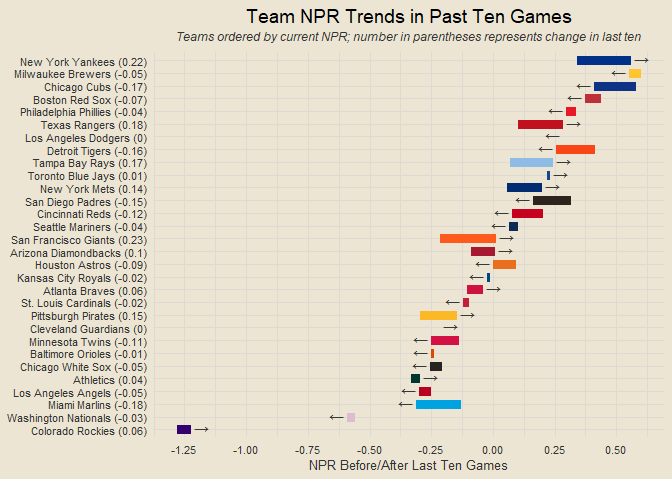 Team NPR Trends in Past Ten Games
Teams ordered by current NPR; number in parentheses represents change in last ten
New York Yankees (0.22)
Milwaukee Brewers (-0.05)
Chicago Cubs (-0.17)
Boston Red Sox (-0.07)
Philadelphia Phillies (-0.04)
Texas Rangers (0.18)
Los Angeles Dodgers (0)
Detroit Tigers (-0.16)
Tampa Bay Rays (0.17)
Toronto Blue Jays (0.01)
New York Mets (0.14)
San Diego Padres (-0.15)
Cincinnati Reds (-0.12)
Seattle Mariners (-0.04)
San Francisco Giants (0.23)
Arizona Diamondbacks (0.1)
Houston Astros (-0.09)
Kansas City Royals (-0.02)
Atlanta Braves (0.06)
St. Louis Cardinals (-0.02)
Pittsburgh Pirates (0.15)
Cleveland Guardians (0)
Minnesota Twins (-0.11)
Baltimore Orioles (-0.01)
Chicago White Sox (-0.05)
Athletics (0.04)
Los Angeles Angels (-0.05)
Miami Marlins (-0.18)
Washington Nationals (-0.03)
Colorado Rockies (0.06)
-1.25 -1.00 -0.75 -0.50 -0.25 0.00 0.25 0.50
NPR Before/After Last Ten Games